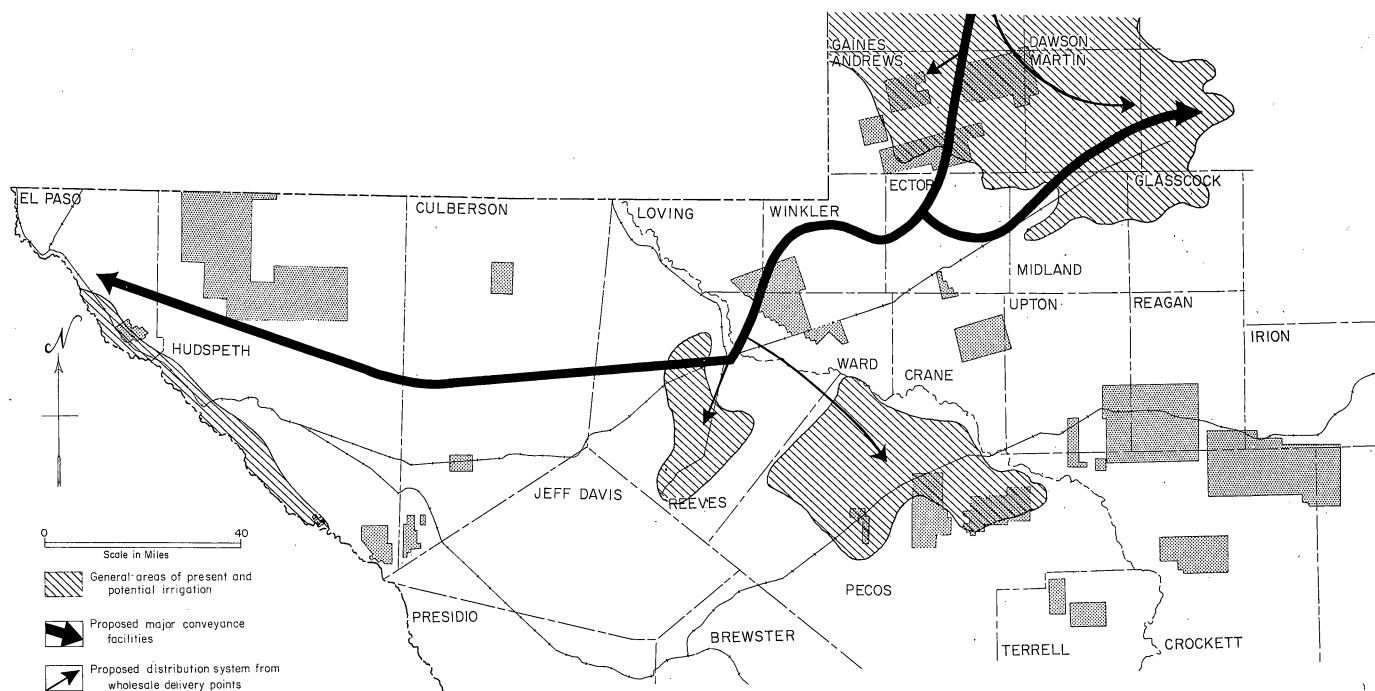 GAINES
DAWSON
ANDREWS
MARTIN
EL PASO
CULBERSON
LOVING
WINKLER
ECTOR
GLASSCOCK
MIDLAND
UPTON
REAGAN
IRION
N
HUDSPETH
WARD
CRANE
JEFF DAVIS
REEVES
0 40
Scale in Miles
General areas of present and
potential irrigation
Proposed major conveyance
facilities
Proposed distribution system from
wholesale delivery points
PRESIDIO
BREWSTER
PECOS
TERRELL
CROCKETT